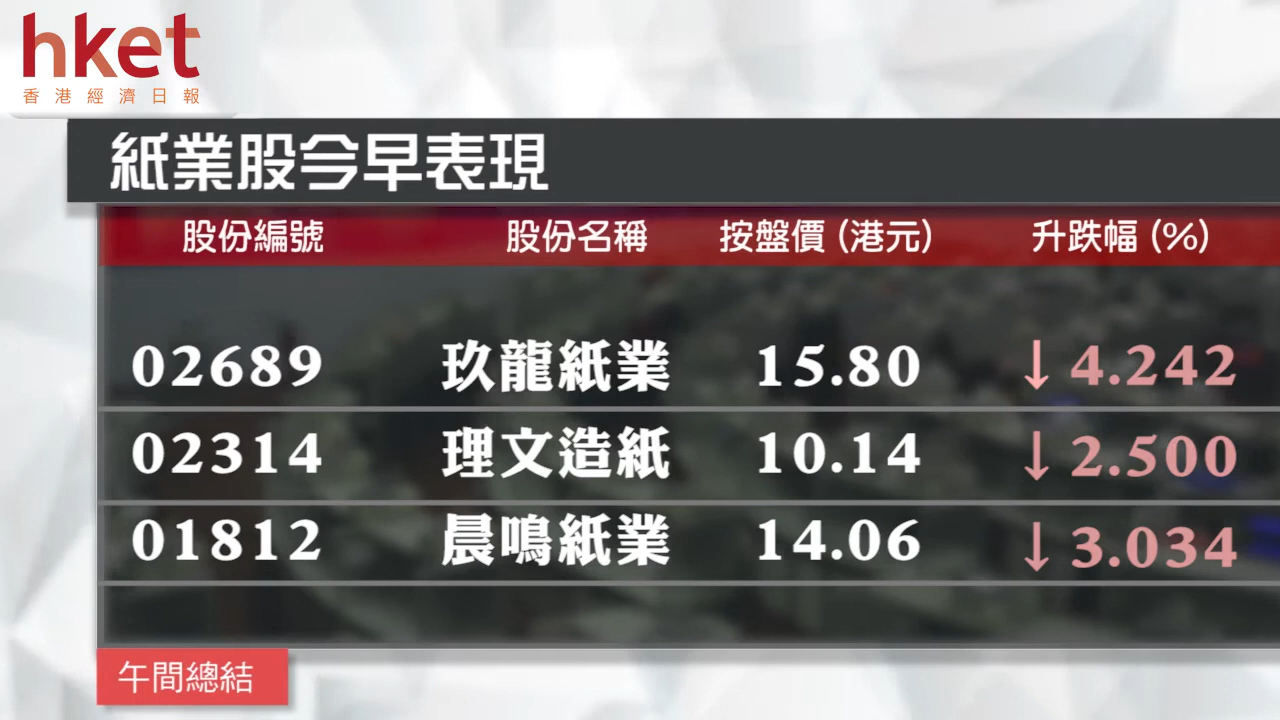 hket
香港經濟日報
紙業股今早表現
股份編號 股份名稱 按盤價 (港元) 升跌幅 (%)
02689 玖龍紙業 15.80 ↓ 4.242
02314 理文造紙 10.14 ↓ 2.500
01812 晨鳴紙業 14.06 ↓ 3.034
午間總結